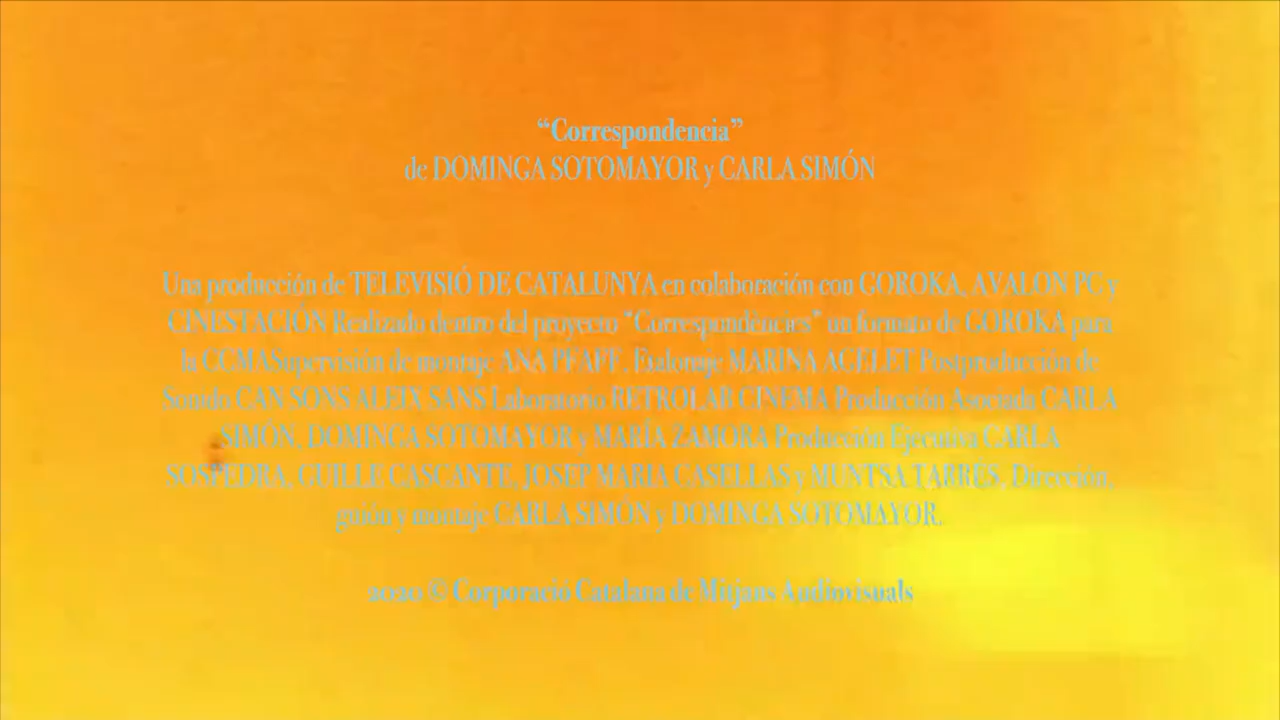 “Correspondencia”
de DOMINGA SOTOMAYOR y CARLA SIMÓN
Una producción de TELEVISIÓ DE CATALUNYA en colaboración con GOROKA, AVALON PC y
CINESTACIÓN Realizado dentro del proyecto “Correspondències” un formato de GOROKA para
la CCMASupervisión de montaje ANA PFAFF, Etalonaje MARINA AGELET Postproducción de
Sonido CAN SONS ALEIX SANS Laboratorio RETROLAB CINEMA Producción Asociada CARLA
SIMÓN, DOMINGA SOTOMAYOR y MARÍA ZAMORA Producción Ejecutiva CARLA
SOSPEDRA, GUILLE CASCANTE, JOSEP MARIA CASELLAS y MUNTSA TARRÉS, Dirección,
guión y montaje CARLA SIMÓN y DOMINGA SOTOMAYOR.
2020 © Corporació Catalana de Mitjans Audiovisuals